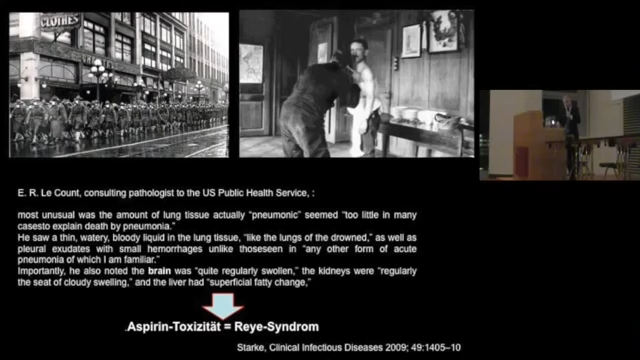 CLOTHES
E. R. Le Count, consulting pathologist to the US Public Health Service, :
most unusual was the amount of lung tissue actually “pneumonic” seemed “too little in many
casesto explain death by pneumonia.”
He saw a thin, watery, bloody liquid in the lung tissue, “like the lungs of the drowned,” as well as
pleural exudates with small hemorrhages unlike thoseseen in “any other form of acute
pneumonia of which I am familiar.”
Importantly, he also noted the brain was “quite regularly swollen,” the kidneys were “regularly
the seat of cloudy swelling,” and the liver had “superficial fatty change,”
.Aspirin-Toxizität = Reye-Syndrom
Starke, Clinical Infectious Diseases 2009; 49:1405–10